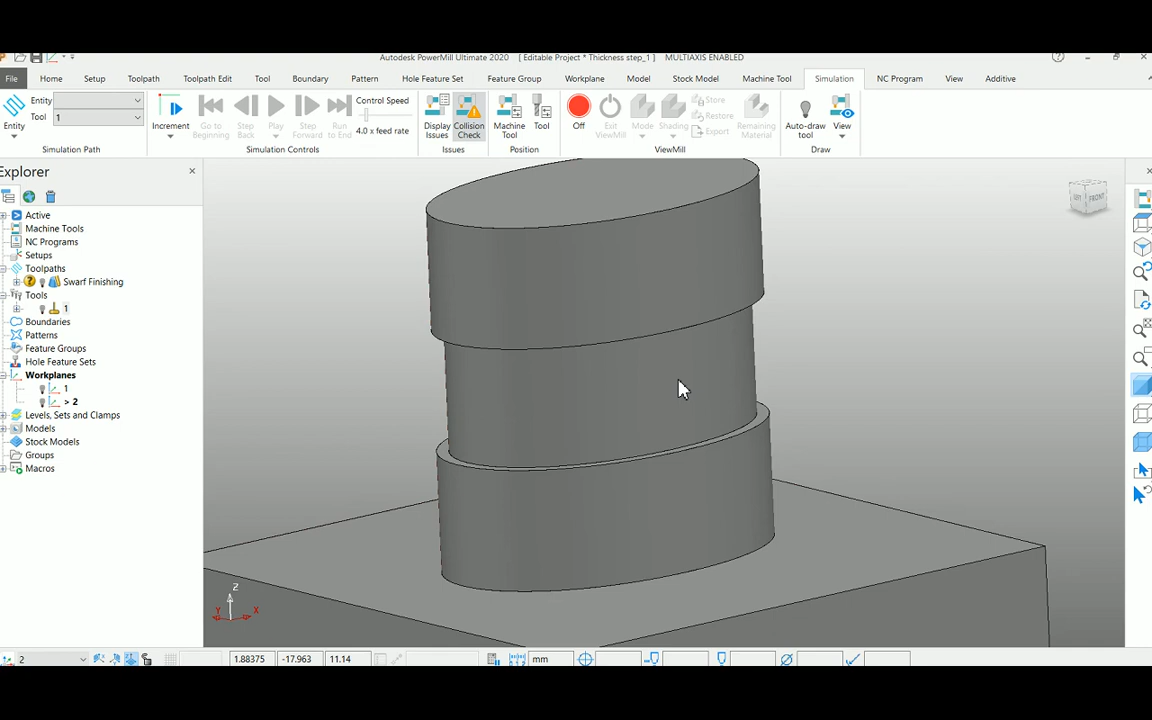 Autodesk PowerMill Ultimate 2020 [ Editable Project * Thickness step_1 ] MULTIAXIS ENABLED
File Home Setup Toolpath Toolpath Edit Tool Boundary Pattern Hole Feature Set Feature Group Workplane Model Stock Model Machine Tool Simulation NC Program View Additive
Entity
Entity
Tool 1
Simulation Path
Increment
Go to Beginning
Step Back
Play
Step Forward
Run to End
Control Speed
4.0 x feed rate
Simulation Controls
Display Issues
Collision Check
Issues
Machine Tool
Tool
Position
Off
Exit ViewMill
Mode
Shading
Store
Restore
Export
Remaining Material
ViewMill
Auto-draw tool
View
Draw
Explorer
Active
Machine Tools
NC Programs
Setups
Toolpaths
Swarf Finishing
Tools
1
Boundaries
Patterns
Feature Groups
Hole Feature Sets
Workplanes
1
> 2
Levels, Sets and Clamps
Models
Stock Models
Groups
Macros
LEFT FRONT
Z
Y X
2 1.88375 -17.963 11.14 mm